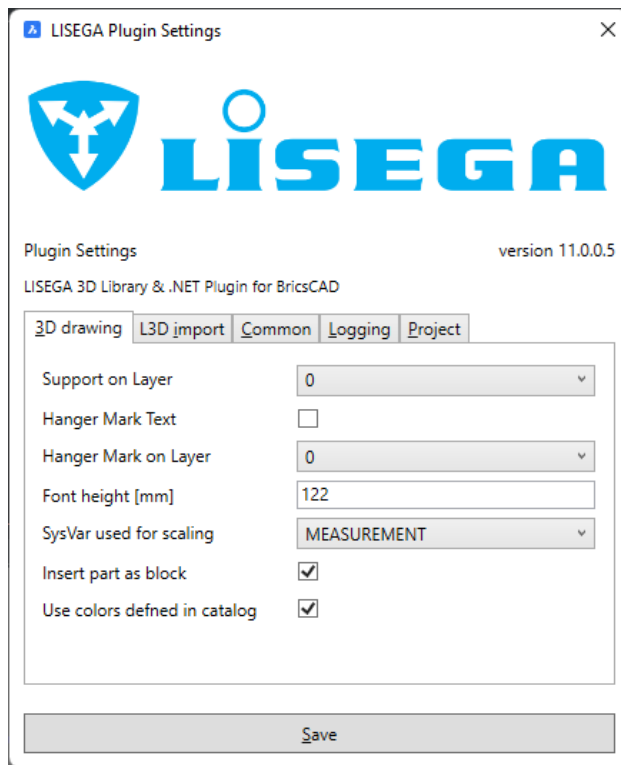 LISEGA Plugin Settings
LISEGA
Plugin Settings version 11.0.0.5
LISEGA 3D Library & .NET Plugin for BricsCAD
3D drawing L3D import Common Logging Project
Support on Layer 0
Hanger Mark Text
Hanger Mark on Layer 0
Font height [mm] 122
SysVar used for scaling MEASUREMENT
Insert part as block
Use colors defned in catalog
Save